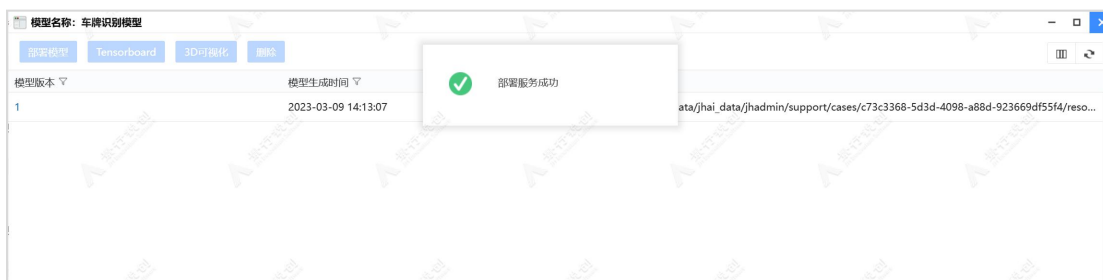 模型名称：车牌识别模型
部署模型 Tensorboard 3D可视化 删除
部署服务成功
模型版本 模型生成时间
1 2023-03-09 14:13:07 ata/jhai_data/jhadmin/support/cases/c73c3368-5d3d-4098-a88d-923669df55f4/reso...